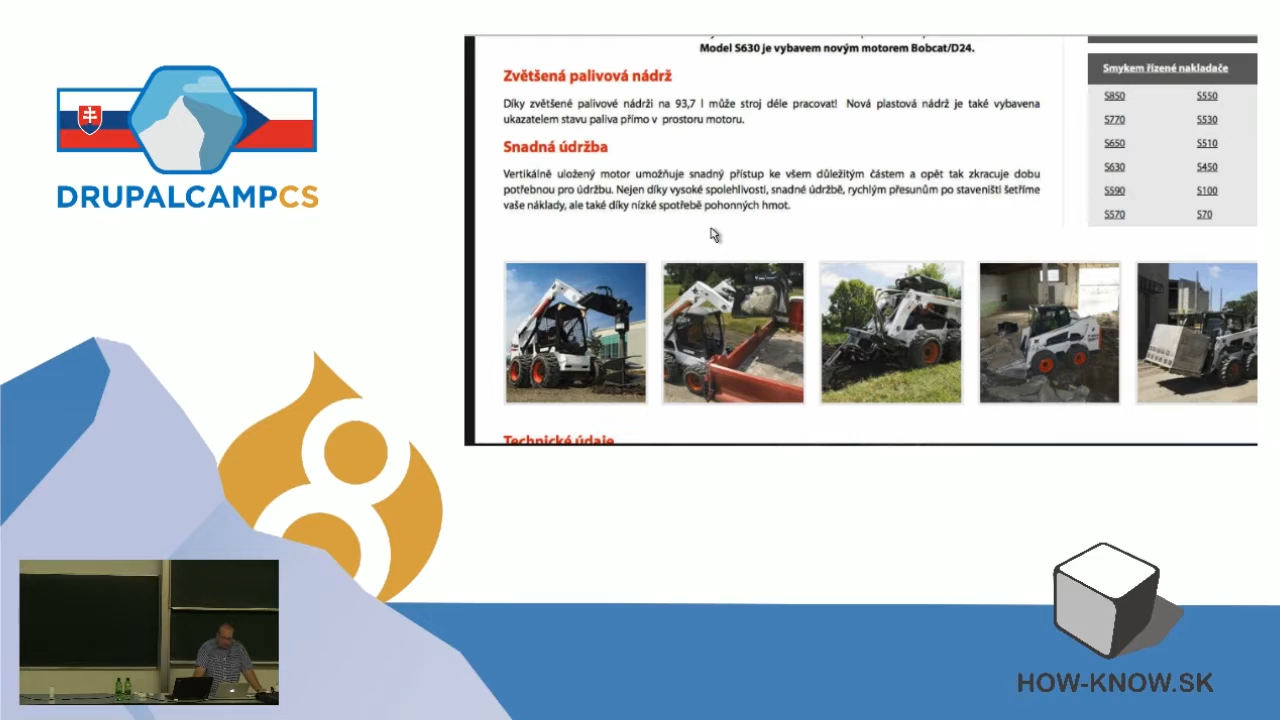 DRUPALCAMPCS
Model S630 je vybavem novým motorem Bobcat/D24.
Zvětšená palivová nádrž
Díky zvětšené palivové nádrži na 93,7 l může stroj déle pracovat! Nová plastová nádrž je také vybavena
ukazatelem stavu paliva přímo v prostoru motoru.
Snadná údržba
Vertikálně uložený motor umožňuje snadný přístup ke všem důležitým částem a opět tak zkracuje dobu
potřebnou pro údržbu. Nejen díky vysoké spolehlivosti, snadné údržbě, rychlým přesunům po staveništi šetříme
vaše náklady, ale také díky nízké spotřebě pohonných hmot.
Smykem řízené nakladače
S850 S550
S770 S530
S650 S510
S630 S450
S590 S100
S570 S70
Technické údaje
HOW-KNOW.SK